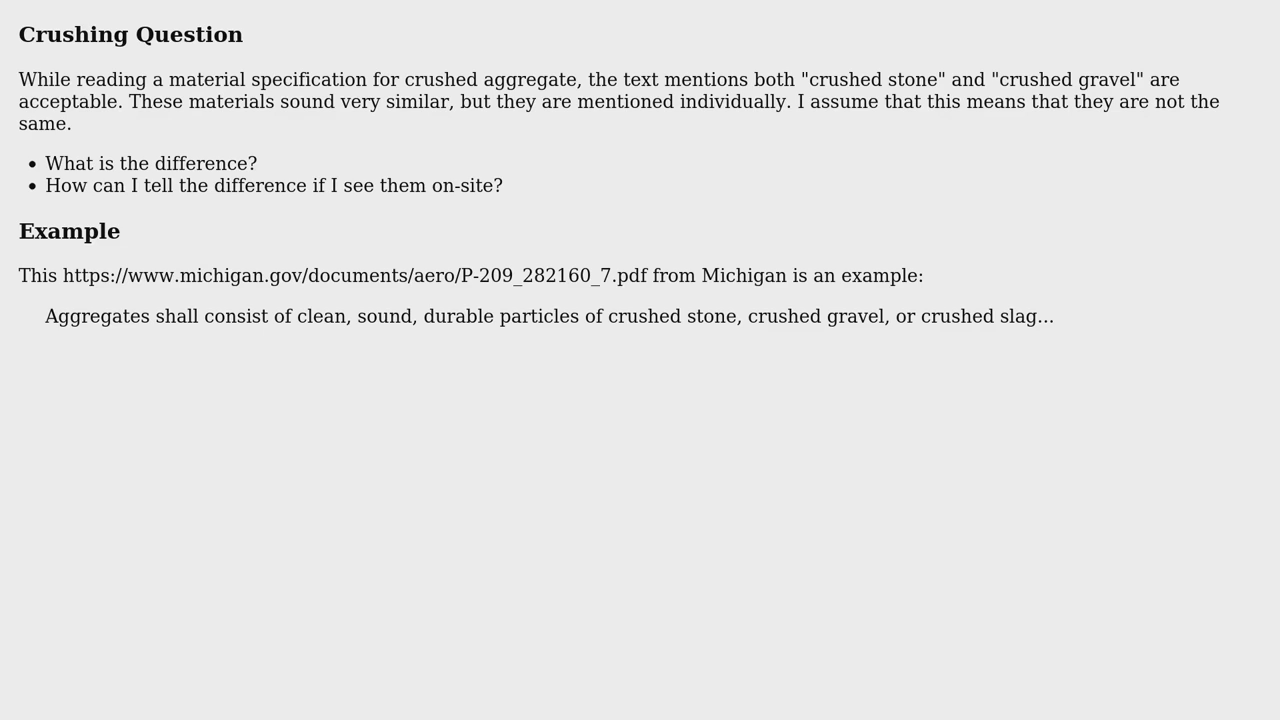 Crushing Question
While reading a material specification for crushed aggregate, the text mentions both "crushed stone" and "crushed gravel" are
acceptable. These materials sound very similar, but they are mentioned individually. I assume that this means that they are not the
same.
• What is the difference?
• How can I tell the difference if I see them on-site?
Example
This https://www.michigan.gov/documents/aero/P-209_282160_7.pdf from Michigan is an example:
Aggregates shall consist of clean, sound, durable particles of crushed stone, crushed gravel, or crushed slag...